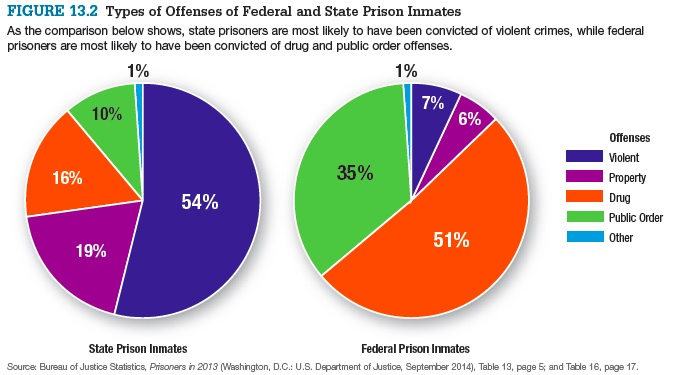 FIGURE 13.2 Types of Offenses of Federal and State Prison Inmates
As the comparison below shows, state prisoners are most likely to have been convicted of violent crimes, while federal
prisoners are most likely to have been convicted of drug and public order offenses.
1%
10%
16%
54%
19%
State Prison Inmates
1%
7%
6%
35%
51%
Federal Prison Inmates
Offenses
Violent
Property
Drug
Public Order
Other
Source: Bureau of Justice Statistics, Prisoners in 2013 (Washington, D.C.: U.S. Department of Justice, September 2014), Table 13, page 5; and Table 16, page 17.